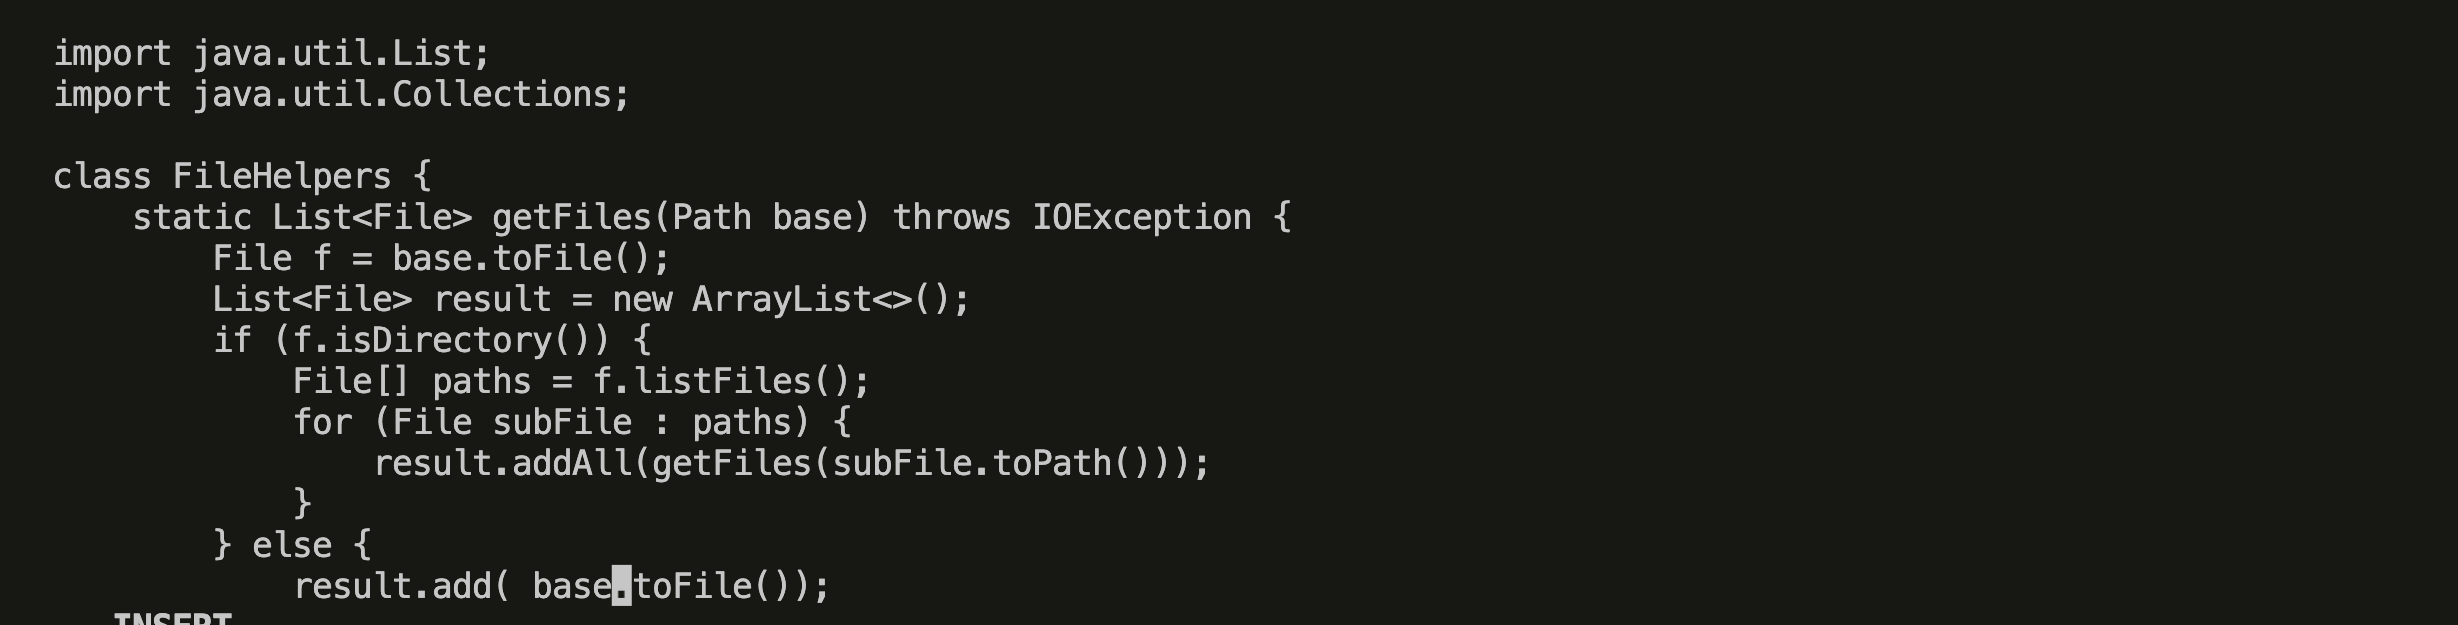 import java.util.List;
import java.util.Collections;

class FileHelpers {
    static List<File> getFiles(Path base) throws IOException {
        File f = base.toFile();
        List<File> result = new ArrayList<>();
        if (f.isDirectory()) {
            File[] paths = f.listFiles();
            for (File subFile : paths) {
                result.addAll(getFiles(subFile.toPath()));
            }
        } else {
            result.add( base.toFile());
INSERT